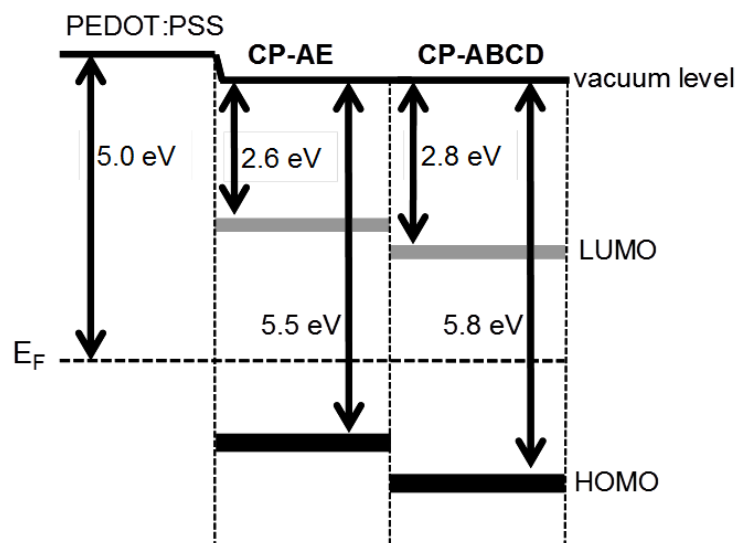 PEDOT:PSS
CP-AE
CP-ABCD
vacuum level
5.0 eV
2.6 eV
2.8 eV
LUMO
5.5 eV
5.8 eV
EF
HOMO